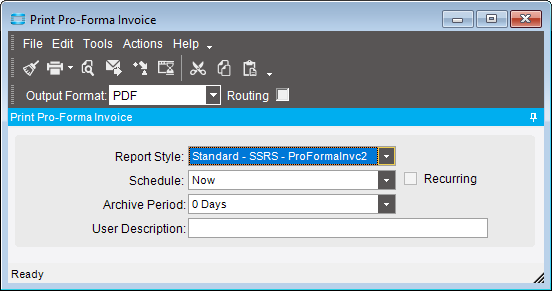 Print Pro-Forma Invoice
File Edit Tools Actions Help
Output Format: PDF Routing
Print Pro-Forma Invoice
Report Style: Standard - SSRS - ProFormaInvc2
Schedule: Now Recurring
Archive Period: 0 Days
User Description:
Ready